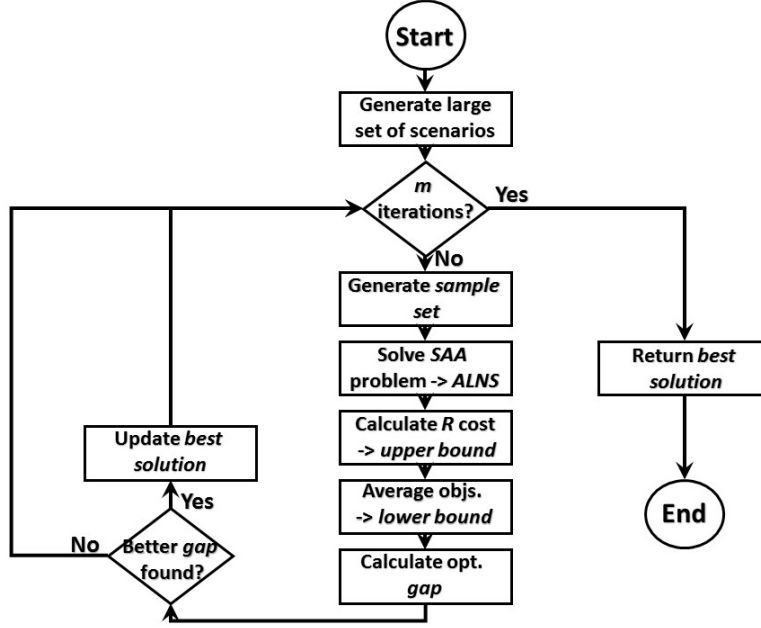 Start
Generate large
set of scenarios
m
iterations?
Yes
No
Generate sample
set
Solve SAA
problem -> ALNS
Return best
solution
Calculate R cost
-> upper bound
Update best
solution
Average objs.
-> lower bound
Yes
End
No
Better gap
found?
Calculate opt.
gap